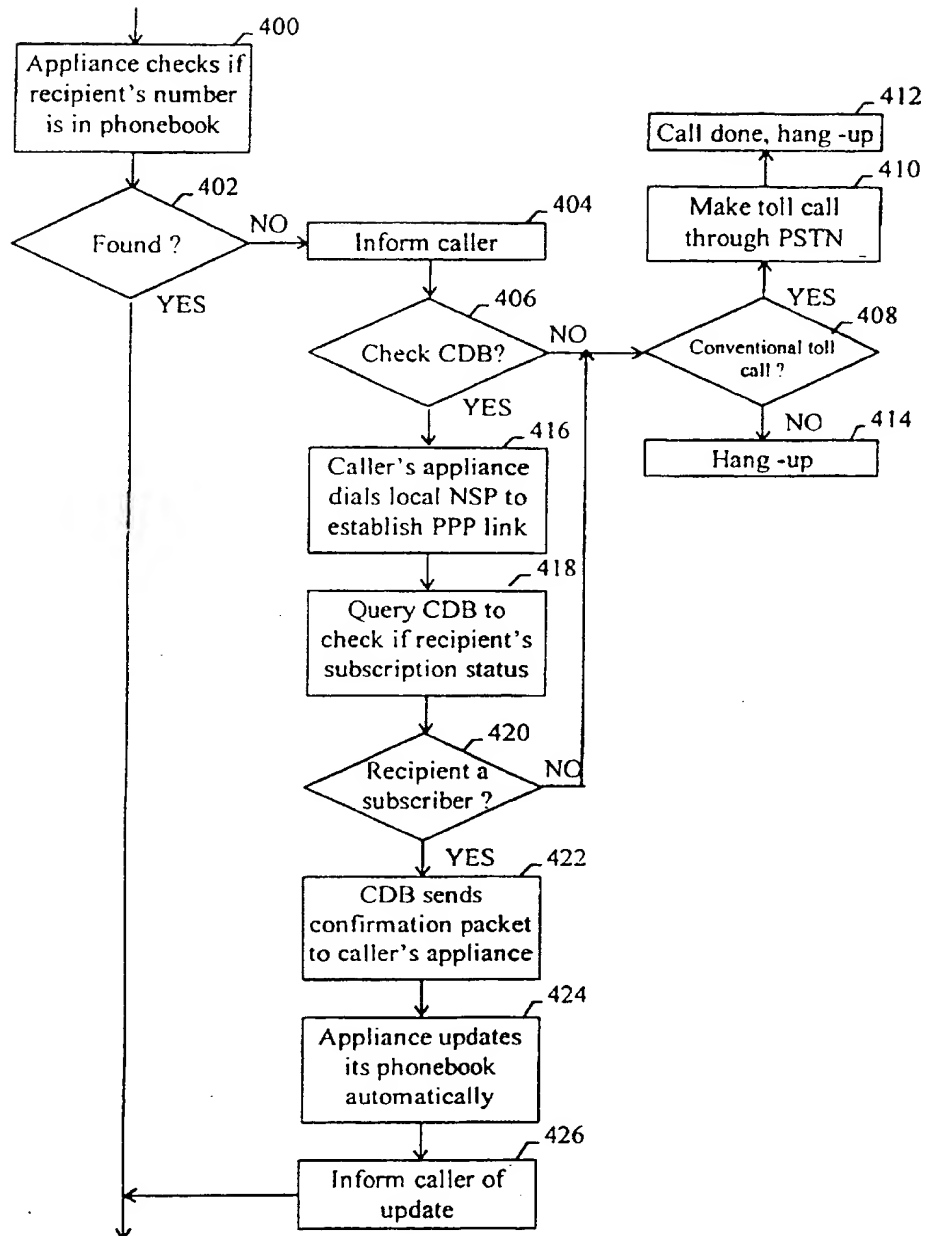 400
Appliance checks if
recipient's number
is in phonebook
402
Found ?
NO
YES
404
Inform caller
406
Check CDB?
NO
YES
412
Call done, hang -up
410
Make toll call
through PSTN
YES
408
Conventional toll
call ?
NO
414
Hang -up
416
Caller's appliance
dials local NSP to
establish PPP link
418
Query CDB to
check if recipient's
subscription status
420
Recipient a
subscriber ?
NO
YES
422
CDB sends
confirmation packet
to caller's appliance
424
Appliance updates
its phonebook
automatically
426
Inform caller of
update